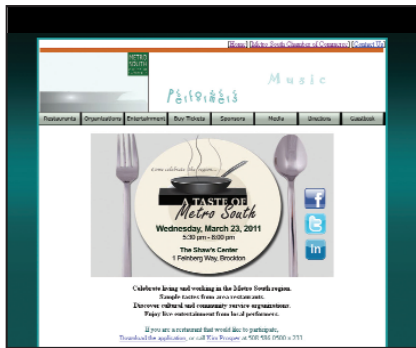 [Home] [Metro South Chamber of Commerce] [Contact Us]
METRO
SOUTH
Music
Restaurants Organizations Entertainment Buy Tickets Sponsors Media Directions Guestbook
Come celebrate the region...
A TASTE OF
Metro South
Wednesday, March 23, 2011
5:30 pm - 8:00 pm
The Shaw's Center
1 Feinberg Way, Brockton
f
t
in
Celebrate living and working in the Metro South region.
Sample tastes from area restaurants.
Discover cultural and community service organizations.
Enjoy live entertainment from local performers.
If you are a restaurant that would like to participate,
Download the application, or call Kim Prosper at 508.586.0500 x 231